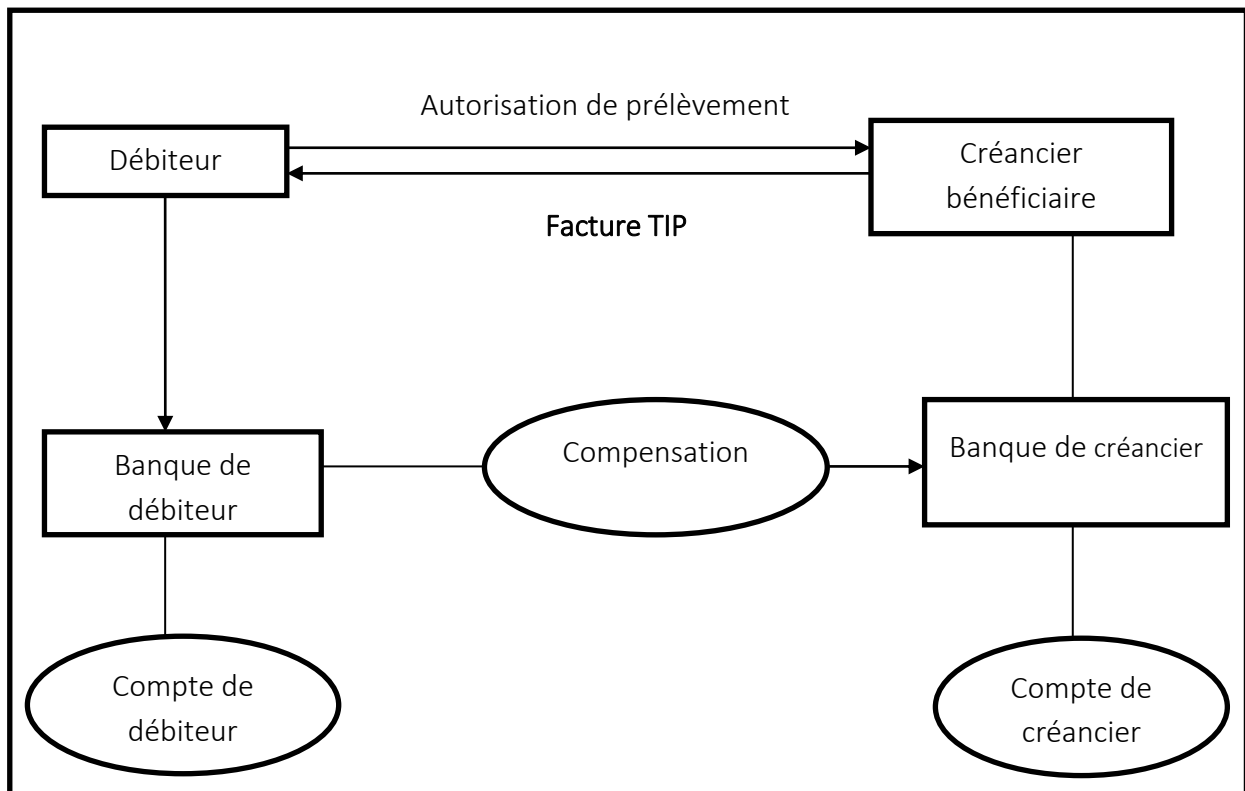 Autorisation de prélèvement
Débiteur
Créancier
bénéficiaire
Facture TIP
Banque de
débiteur
Compensation
Banque de créancier
Compte de
débiteur
Compte de
créancier